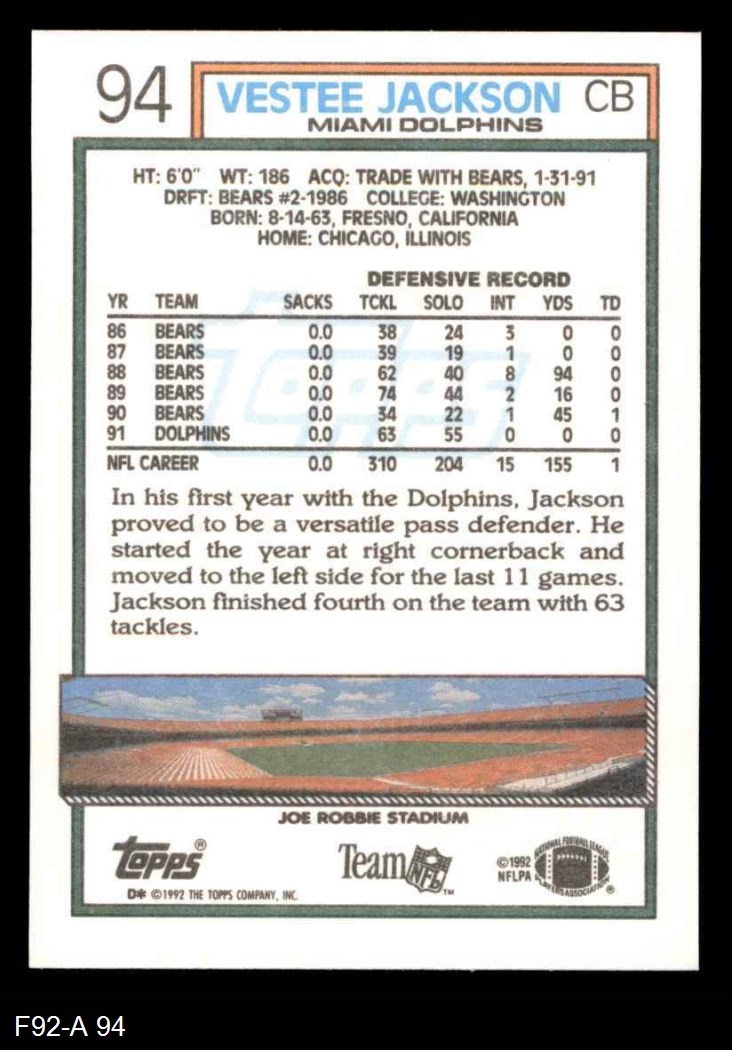 94 VESTEE JACKSON CB
MIAMI DOLPHINS
HT: 6'0" WT: 186 ACQ: TRADE WITH BEARS, 1-31-91
DRFT: BEARS #2-1986 COLLEGE: WASHINGTON
BORN: 8-14-63, FRESNO, CALIFORNIA
HOME: CHICAGO, ILLINOIS
DEFENSIVE RECORD
YR TEAM SACKS TCKL SOLO INT YDS TD
86 BEARS 0.0 38 24 3 0 0
87 BEARS 0.0 39 19 1 0 0
88 BEARS 0.0 62 40 8 94 0
89 BEARS 0.0 74 44 2 16 0
90 BEARS 0.0 34 22 1 45 1
91 DOLPHINS 0.0 63 55 0 0 0
NFL CAREER 0.0 310 204 15 155 1
topps
In his first year with the Dolphins, Jackson
proved to be a versatile pass defender. He
started the year at right cornerback and
moved to the left side for the last 11 games.
Jackson finished fourth on the team with 63
tackles.
JOE ROBBIE STADIUM
topps®
Team NFL™
©1992
NFLPA
NATIONAL FOOTBALL LEAGUE
PLAYERS ASSOCIATION ®
D* ©1992 THE TOPPS COMPANY, INC.
F92-A 94